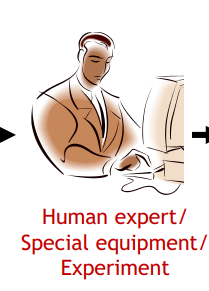 Human expert/
Special equipment/
Experiment